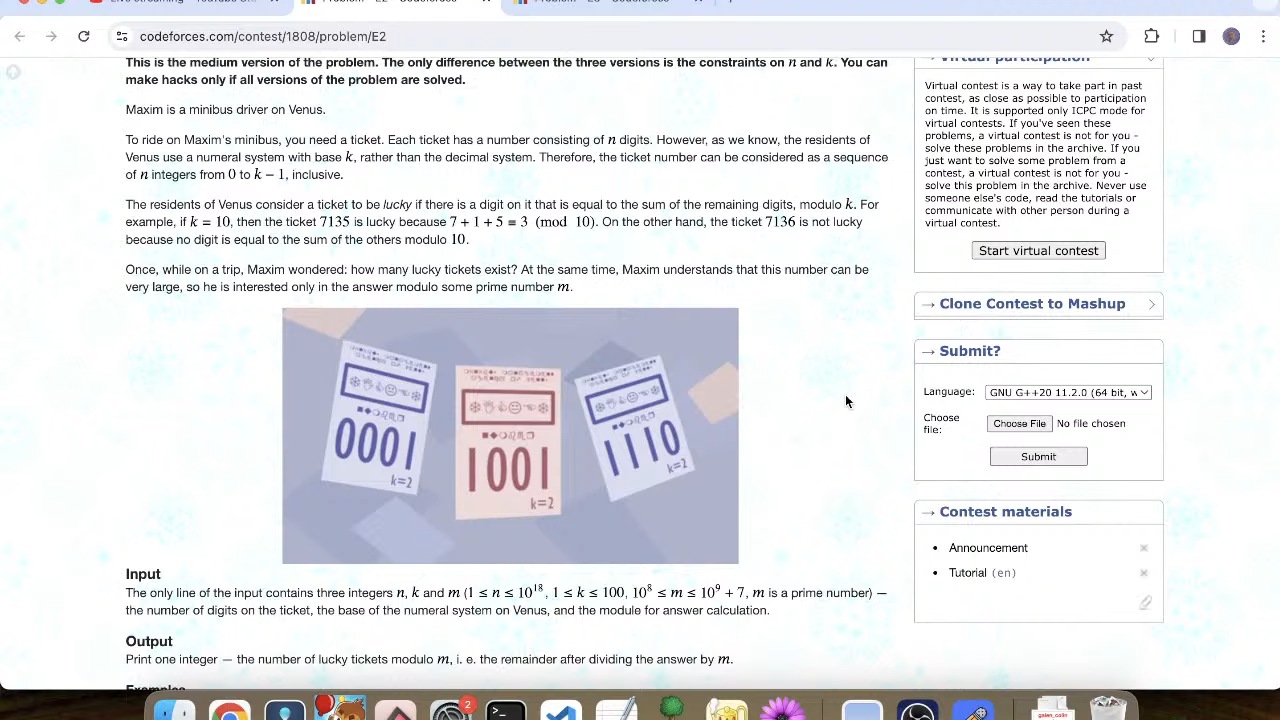 codeforces.com/contest/1808/problem/E2
This is the medium version of the problem. The only difference between the three versions is the constraints on n and k. You can
make hacks only if all versions of the problem are solved.
Maxim is a minibus driver on Venus.
To ride on Maxim's minibus, you need a ticket. Each ticket has a number consisting of n digits. However, as we know, the residents of
Venus use a numeral system with base k, rather than the decimal system. Therefore, the ticket number can be considered as a sequence
of n integers from 0 to k − 1, inclusive.
The residents of Venus consider a ticket to be lucky if there is a digit on it that is equal to the sum of the remaining digits, modulo k. For
example, if k = 10, then the ticket 7135 is lucky because 7 + 1 + 5 ≡ 3 (mod 10). On the other hand, the ticket 7136 is not lucky
because no digit is equal to the sum of the others modulo 10.
Once, while on a trip, Maxim wondered: how many lucky tickets exist? At the same time, Maxim understands that this number can be
very large, so he is interested only in the answer modulo some prime number m.
0001
k=2
1001
k=2
1110
k=2
Input
The only line of the input contains three integers n, k and m (1 ≤ n ≤ 10^18, 1 ≤ k ≤ 100, 10^8 ≤ m ≤ 10^9 + 7, m is a prime number) —
the number of digits on the ticket, the base of the numeral system on Venus, and the module for answer calculation.
Output
Print one integer — the number of lucky tickets modulo m, i. e. the remainder after dividing the answer by m.
Examples
→ Virtual participation
Virtual contest is a way to take part in past
contest, as close as possible to participation
on time. It is supported only ICPC mode for
virtual contests. If you've seen these
problems, a virtual contest is not for you -
solve these problems in the archive. If you
just want to solve some problem from a
contest, a virtual contest is not for you -
solve this problem in the archive. Never use
someone else's code, read the tutorials or
communicate with other person during a
virtual contest.
Start virtual contest
→ Clone Contest to Mashup
→ Submit?
Language: GNU G++20 11.2.0 (64 bit, w
Choose
file: Choose File No file chosen
Submit
→ Contest materials
Announcement
Tutorial (en)
2
galen_colin